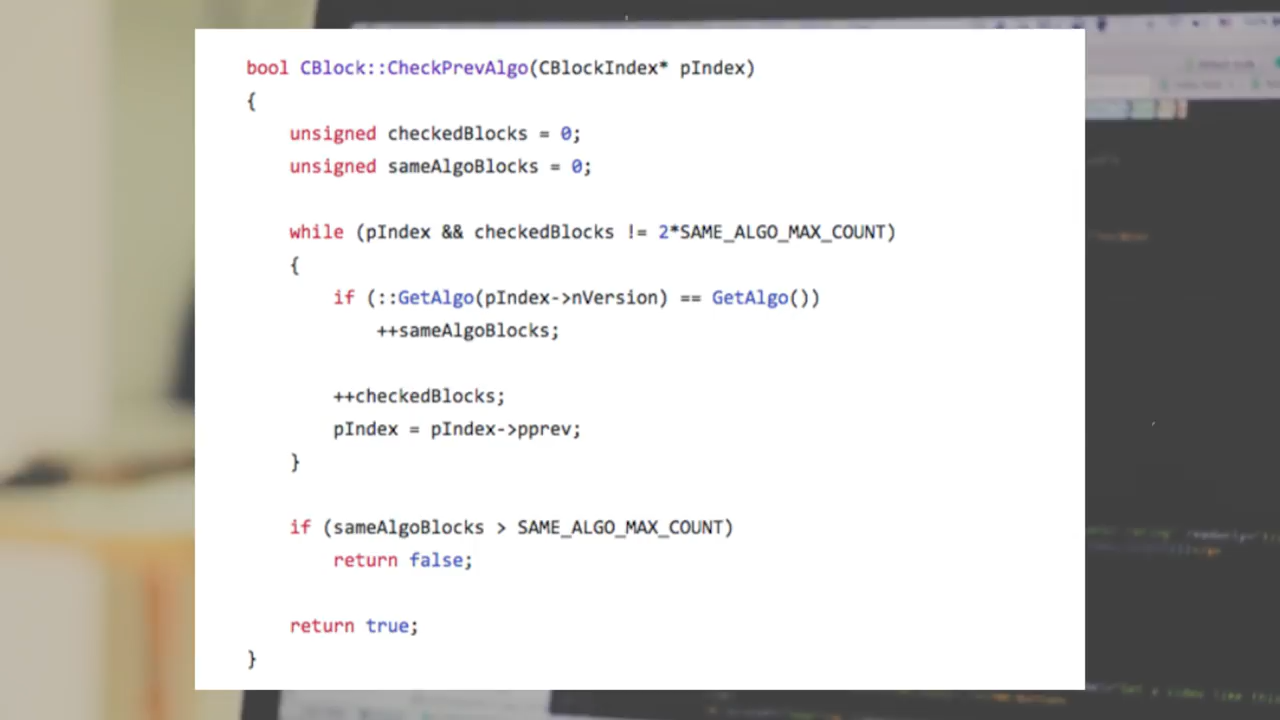 bool CBlock::CheckPrevAlgo(CBlockIndex* pIndex)
{
    unsigned checkedBlocks = 0;
    unsigned sameAlgoBlocks = 0;
    while (pIndex && checkedBlocks != 2*SAME_ALGO_MAX_COUNT)
    {
        if (::GetAlgo(pIndex->nVersion) == GetAlgo())
            ++sameAlgoBlocks;
        ++checkedBlocks;
        pIndex = pIndex->pprev;
    }
    if (sameAlgoBlocks > SAME_ALGO_MAX_COUNT)
        return false;
    return true;
}